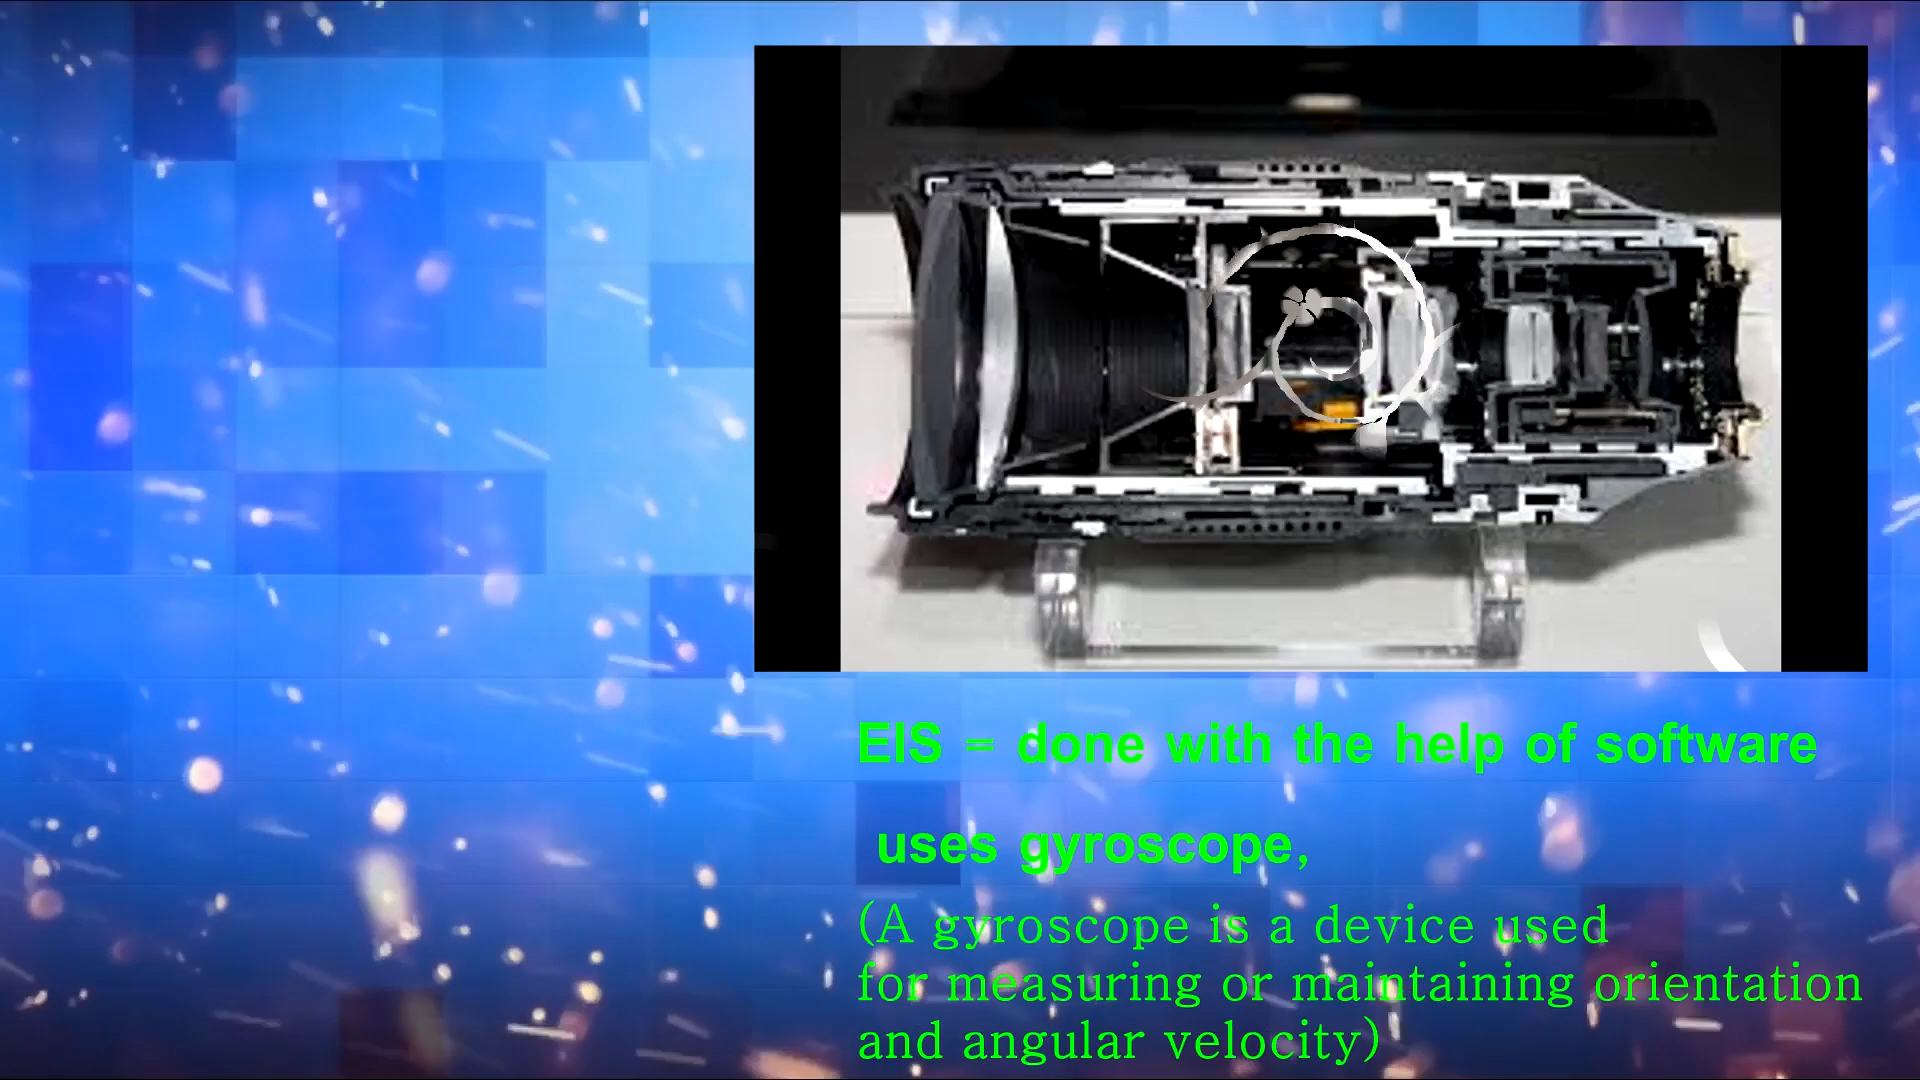 EIS = done with the help of software
uses gyroscope,
(A gyroscope is a device used
for measuring or maintaining orientation
and angular velocity)